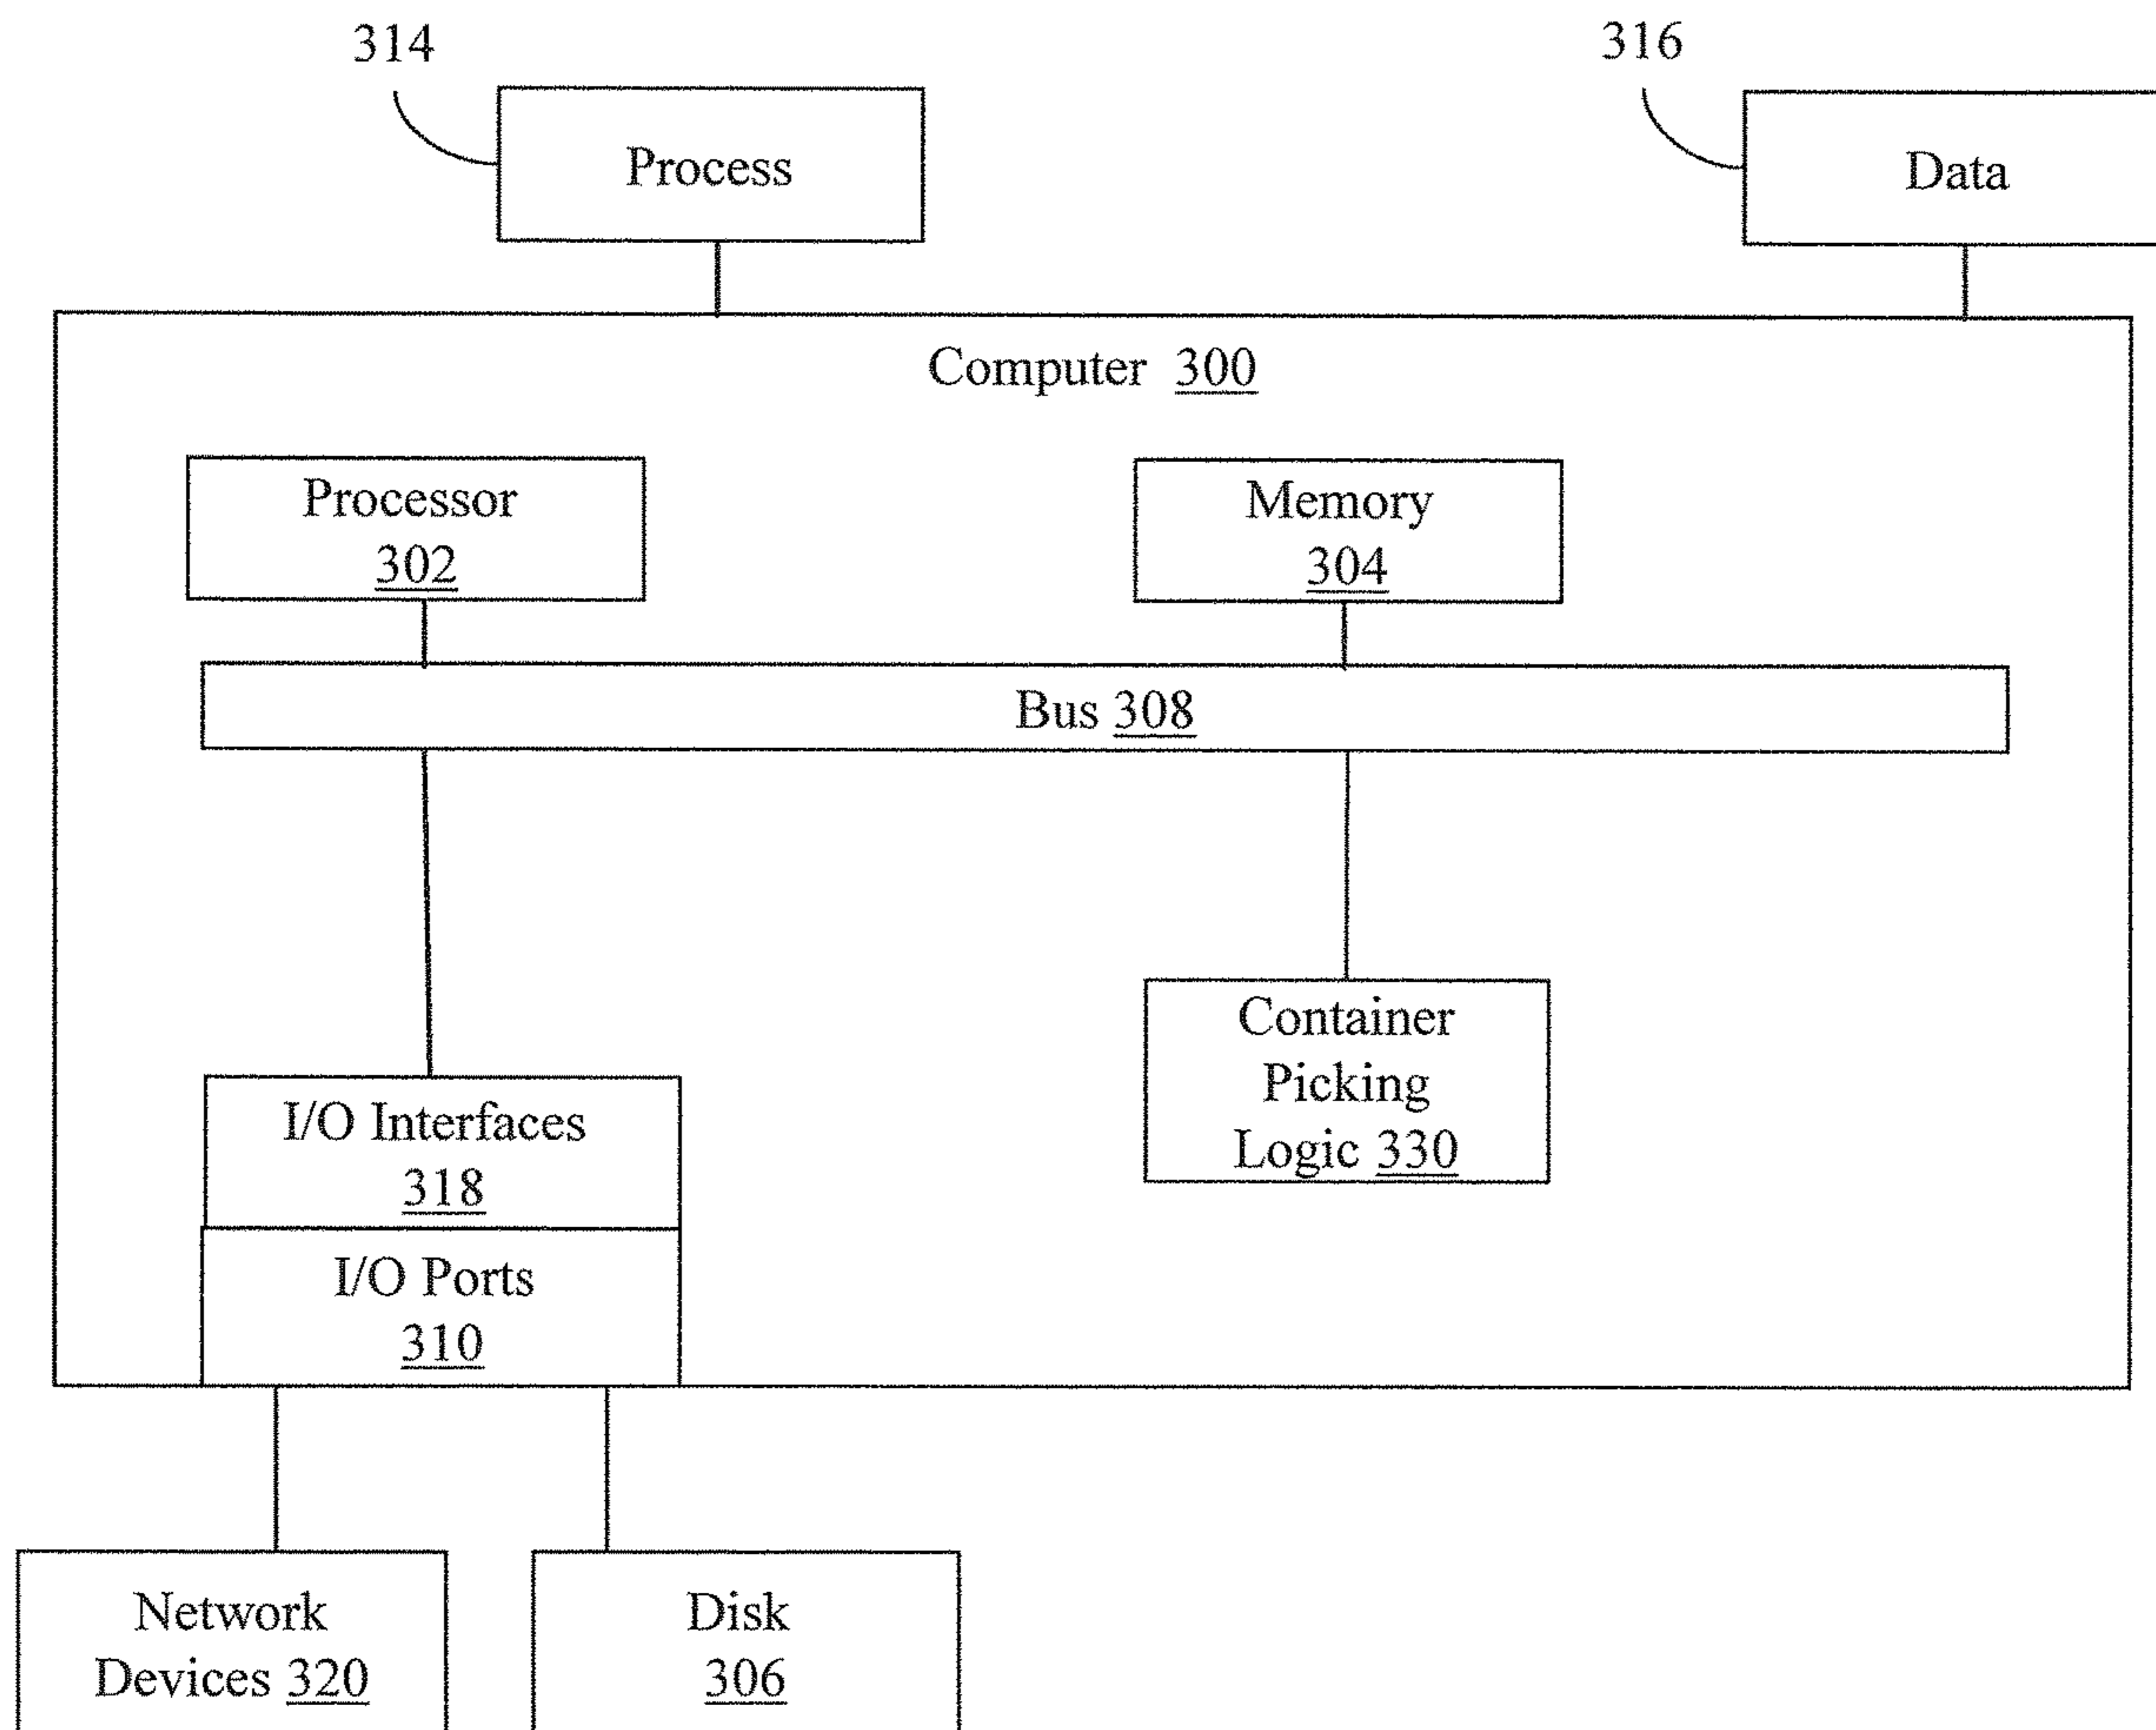 314
316
Process
Data
Computer 300
Processor
302
Memory
304
Bus 308
Container
Picking
Logic 330
I/O Interfaces
318
I/O Ports
310
Network
Devices 320
Disk
306